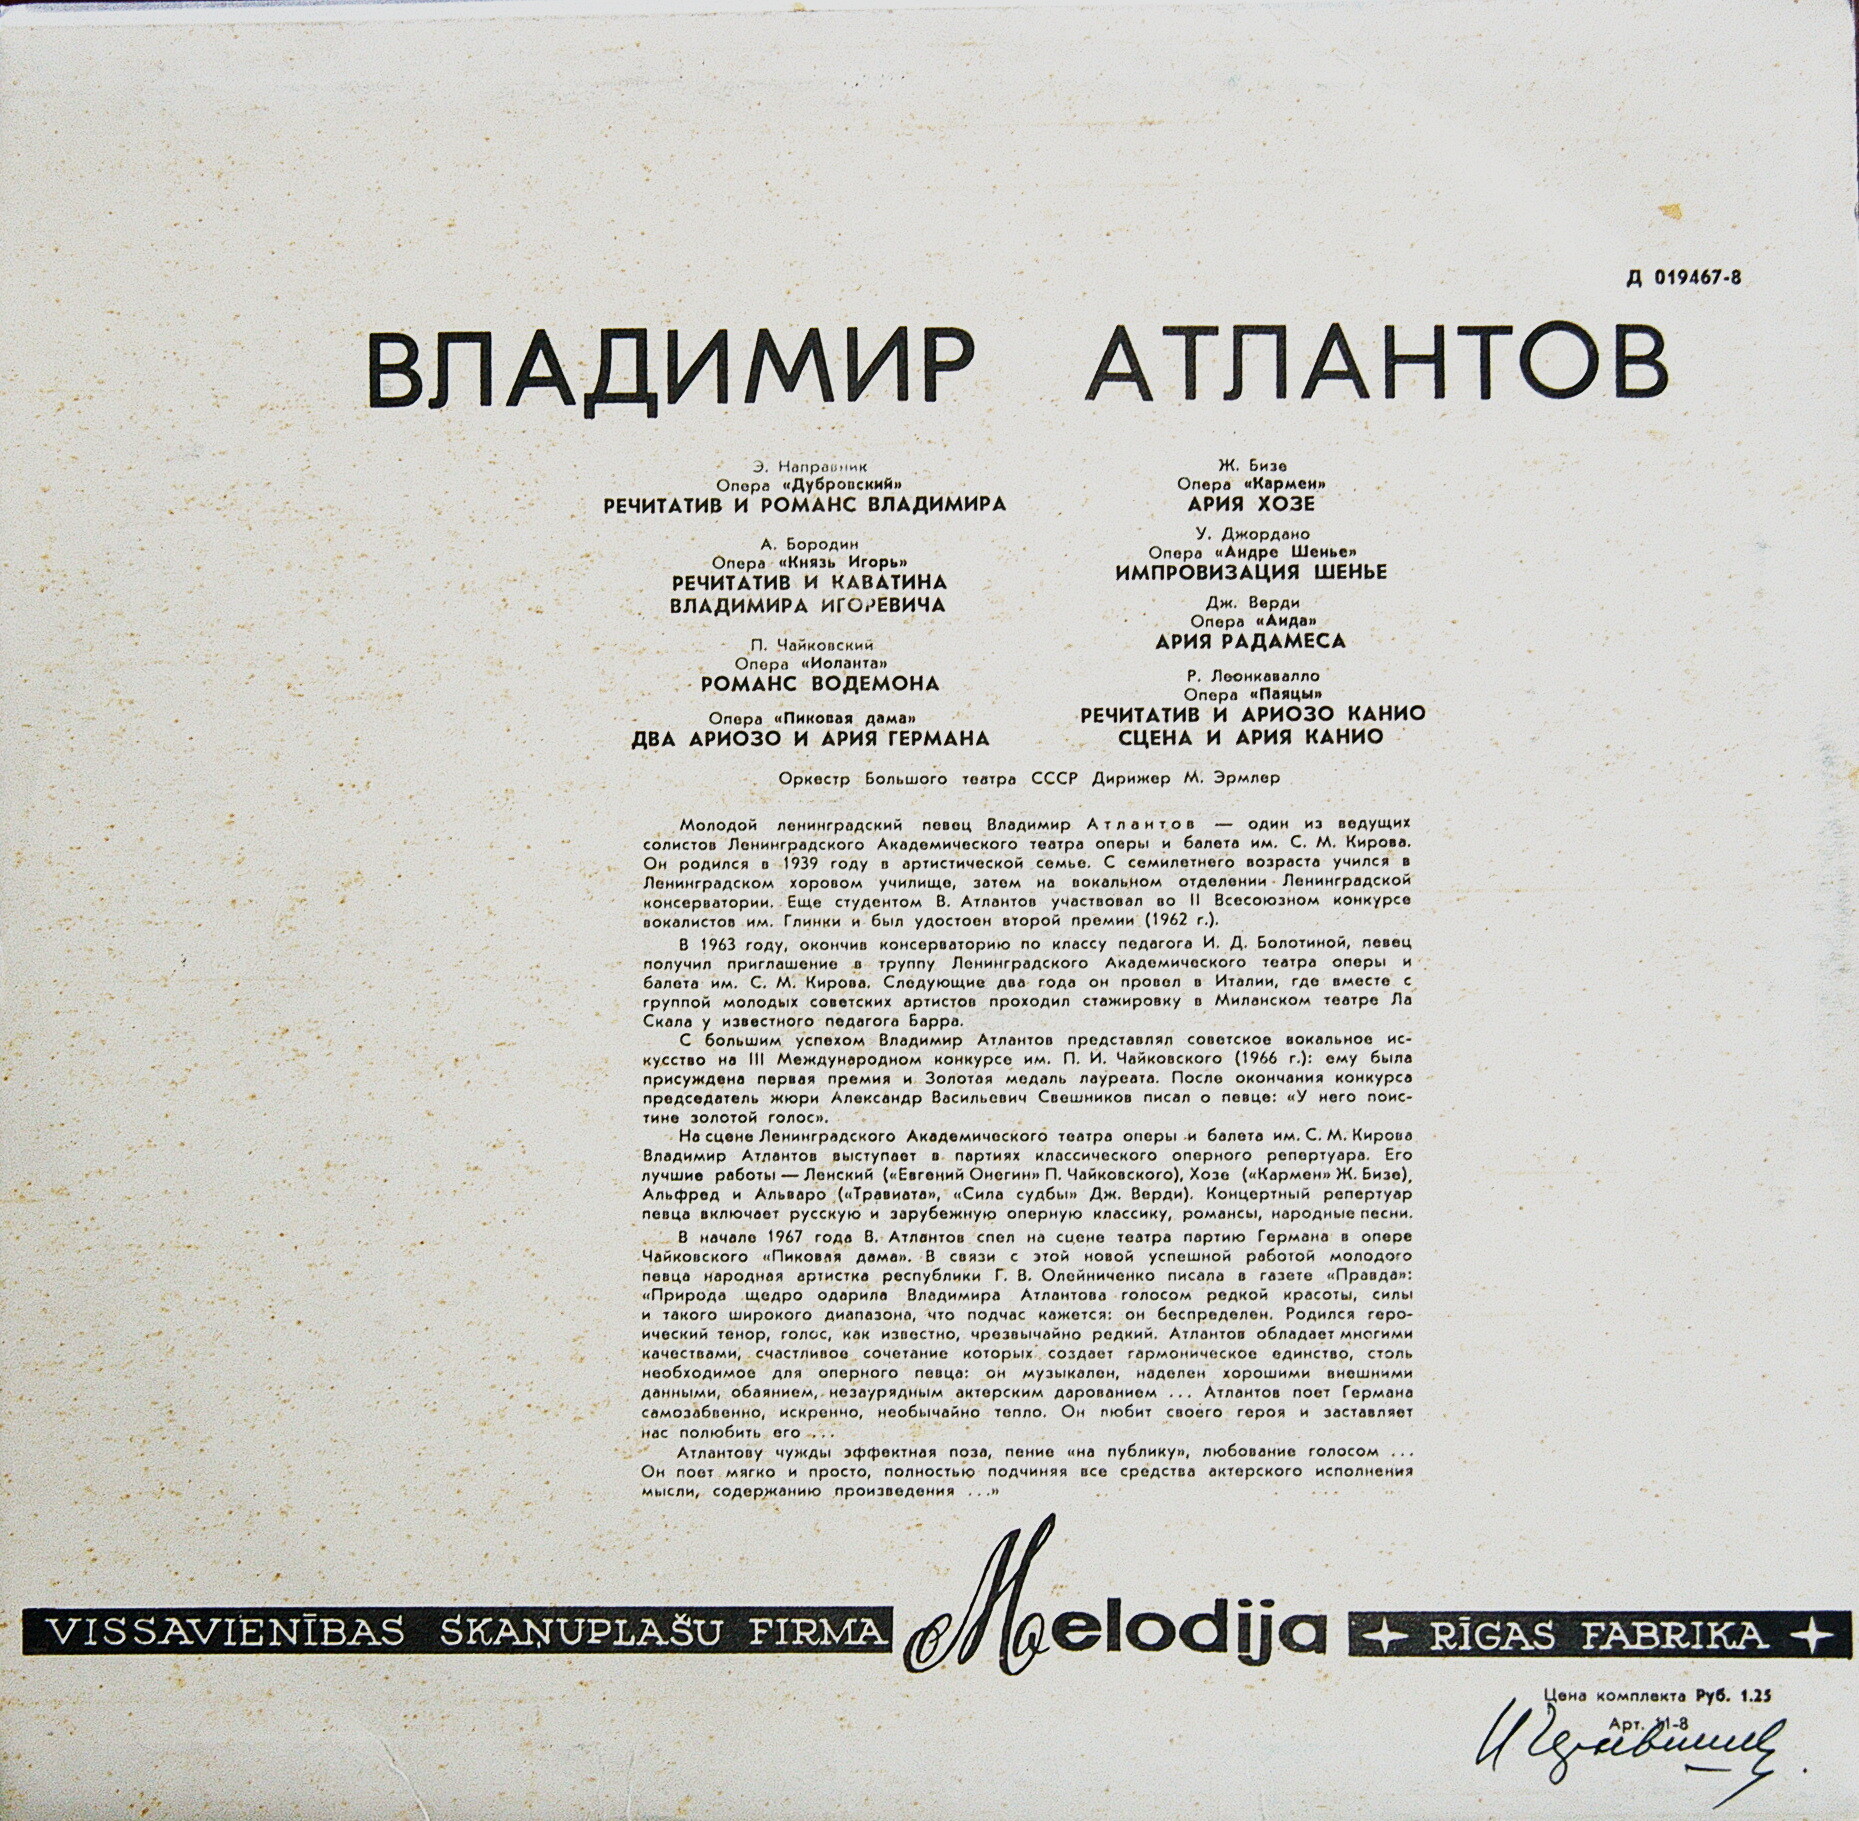 Д 019467-8
ВЛАДИМИР АТЛАНТОВ
Э. Направник
Опера «Дубровский»
РЕЧИТАТИВ И РОМАНС ВЛАДИМИРА
А. Бородин
Опера «Князь Игорь»
РЕЧИТАТИВ И КАВАТИНА
ВЛАДИМИРА ИГОРЕВИЧА
П. Чайковский
Опера «Иоланта»
РОМАНС ВОДЕМОНА
Опера «Пиковая дама»
ДВА АРИОЗО И АРИЯ ГЕРМАНА
Ж. Бизе
Опера «Кармен»
АРИЯ ХОЗЕ
У. Джордано
Опера «Андре Шенье»
ИМПРОВИЗАЦИЯ ШЕНЬЕ
Дж. Верди
Опера «Аида»
АРИЯ РАДАМЕСА
Р. Леонкавалло
Опера «Паяцы»
РЕЧИТАТИВ И АРИОЗО КАНИО
СЦЕНА И АРИЯ КАНИО
Оркестр Большого театра СССР Дирижер М. Эрмлер
Молодой ленинградский певец Владимир Атлантов — один из ведущих
солистов Ленинградского Академического театра оперы и балета им. С. М. Кирова.
Он родился в 1939 году в артистической семье. С семилетнего возраста учился в
Ленинградском хоровом училище, затем на вокальном отделении Ленинградской
консерватории. Еще студентом В. Атлантов участвовал во II Всесоюзном конкурсе
вокалистов им. Глинки и был удостоен второй премии (1962 г.).
В 1963 году, окончив консерваторию по классу педагога И. Д. Болотиной, певец
получил приглашение в труппу Ленинградского Академического театра оперы и
балета им. С. М. Кирова. Следующие два года он провел в Италии, где вместе с
группой молодых советских артистов проходил стажировку в Миланском театре Ла
Скала у известного педагога Барра.
С большим успехом Владимир Атлантов представлял советское вокальное ис-
кусство на III Международном конкурсе им. П. И. Чайковского (1966 г.): ему была
присуждена первая премия и Золотая медаль лауреата. После окончания конкурса
председатель жюри Александр Васильевич Свешников писал о певце: «У него поис-
тине золотой голос».
На сцене Ленинградского Академического театра оперы и балета им. С. М. Кирова
Владимир Атлантов выступает в партиях классического оперного репертуара. Его
лучшие работы — Ленский («Евгений Онегин» П. Чайковского), Хозе («Кармен» Ж. Бизе),
Альфред и Альваро («Травиата», «Сила судьбы» Дж. Верди). Концертный репертуар
певца включает русскую и зарубежную оперную классику, романсы, народные песни.
В начале 1967 года В. Атлантов спел на сцене театра партию Германа в опере
Чайковского «Пиковая дама». В связи с этой новой успешной работой молодого
певца народная артистка республики Г. В. Олейниченко писала в газете «Правда»:
«Природа щедро одарила Владимира Атлантова голосом редкой красоты, силы
и такого широкого диапазона, что подчас кажется: он беспределен. Родился геро-
ический тенор, голос, как известно, чрезвычайно редкий. Атлантов обладает многими
качествами, счастливое сочетание которых создает гармоническое единство, столь
необходимое для оперного певца: он музыкален, наделен хорошими внешними
данными, обаянием, незаурядным актерским дарованием ... Атлантов поет Германа
самозабвенно, искренно, необычайно тепло. Он любит своего героя и заставляет
нас полюбить его ...
Атлантову чужды эффектная поза, пение «на публику», любование голосом ...
Он поет мягко и просто, полностью подчиняя все средства актерского исполнения
мысли, содержанию произведения ...»
VISSAVIENĪBAS SKAŅUPLAŠU FIRMA Melodija RĪGAS FABRIKA
Цена комплекта Руб. 1.25
Арт. 11-8